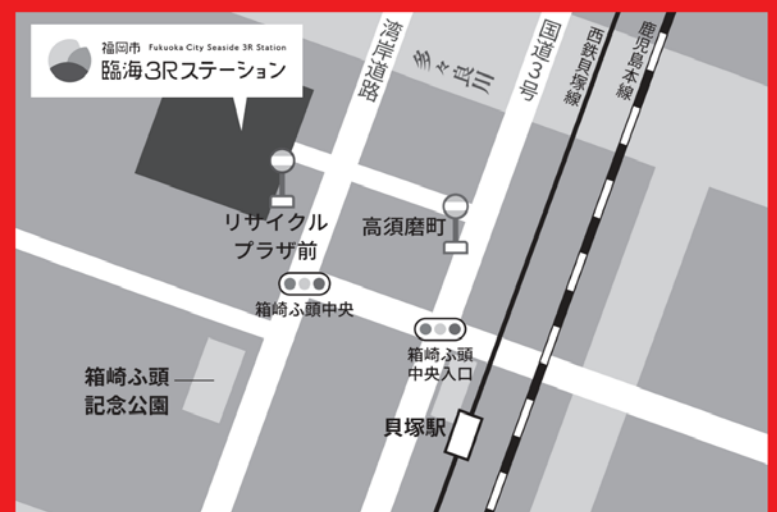 福岡市 Fukuoka City Seaside 3R Station
臨海3Rステーション
湾岸道路
多々良川
国道3号
西鉄貝塚線
鹿児島本線
リサイクル
プラザ前
高須磨町
箱崎ふ頭中央
箱崎ふ頭
中央入口
箱崎ふ頭
記念公園
貝塚駅